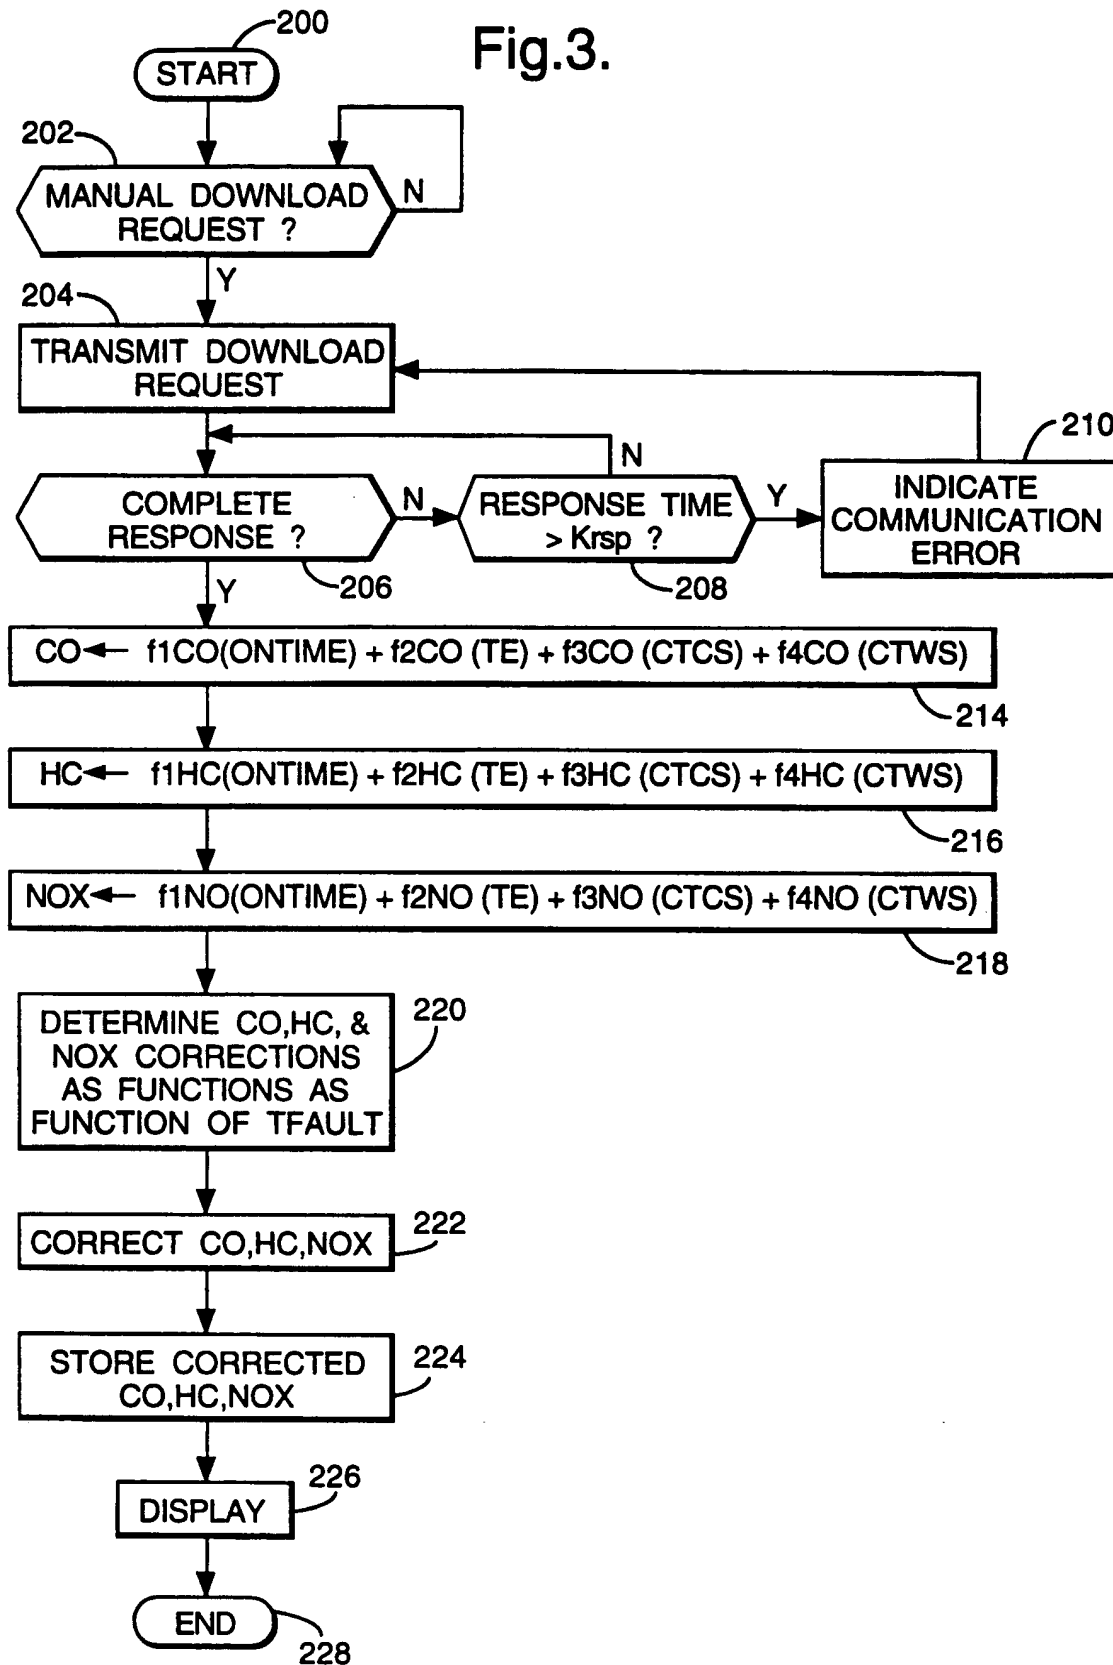 Fig.3.
200
START
202
MANUAL DOWNLOAD
REQUEST ?
N
Y
204
TRANSMIT DOWNLOAD
REQUEST
N
210
COMPLETE
RESPONSE ?
N
RESPONSE TIME
> Krsp ?
Y
INDICATE
COMMUNICATION
ERROR
206
208
Y
CO← f1CO(ONTIME) + f2CO (TE) + f3CO (CTCS) + f4CO (CTWS)
214
HC← f1HC(ONTIME) + f2HC (TE) + f3HC (CTCS) + f4HC (CTWS)
216
NOX← f1NO(ONTIME) + f2NO (TE) + f3NO (CTCS) + f4NO (CTWS)
218
220
DETERMINE CO,HC, &
NOX CORRECTIONS
AS FUNCTIONS AS
FUNCTION OF TFAULT
222
CORRECT CO,HC,NOX
224
STORE CORRECTED
CO,HC,NOX
226
DISPLAY
END
228